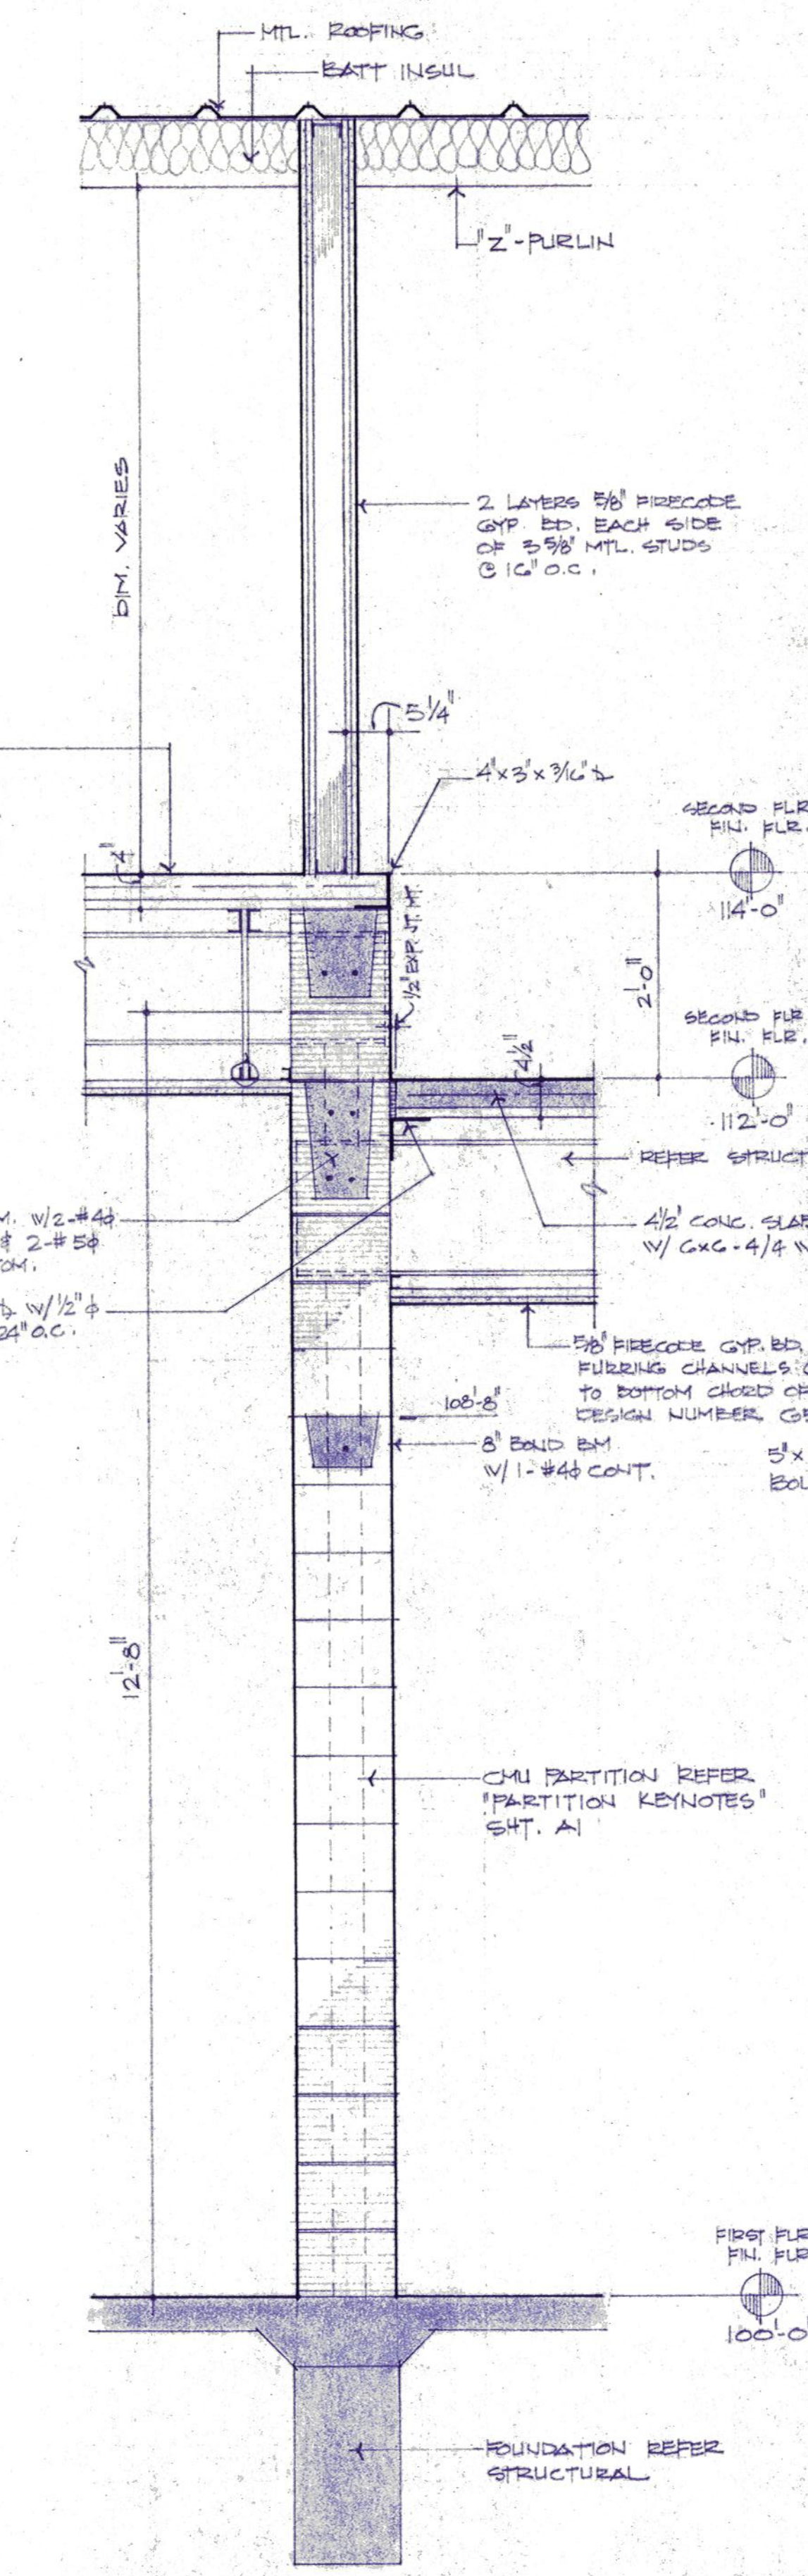 MTL. ROOFING
BATT INSUL
"Z"-PURLIN
DIM. VARIES
2 LAYERS 5/8" FIRECODE
GYP. BD. EACH SIDE
OF 3 5/8" MTL. STUDS
@ 16" O.C.
5 1/4"
4"x3"x3/16"
SECOND FLR
FIN. FLR.
114'-0"
4"
1/2" EXP. JT. MT
2'-0"
SECOND FLR
FIN. FLR.
112'-0"
4 1/2"
REFER STRUCT
M. W/2-#4ϕ
& 2-#5ϕ
OM.
4 1/2" CONC. SLAB
W/ 6x6-4/4 W
W/ 1/2"ϕ
24" O.C.
5/8" FIRECODE GYP. BD.
FURRING CHANNELS
TO BOTTOM CHORD OF
DESIGN NUMBER
108'-8"
8" BOND BM
W/ 1-#4ϕ CONT.
5"x
BOL
12'-8"
CMU PARTITION REFER
"PARTITION KEYNOTES"
SHT. A1
FIRST FLR
FIN. FLR
100'-0
FOUNDATION REFER
STRUCTURAL